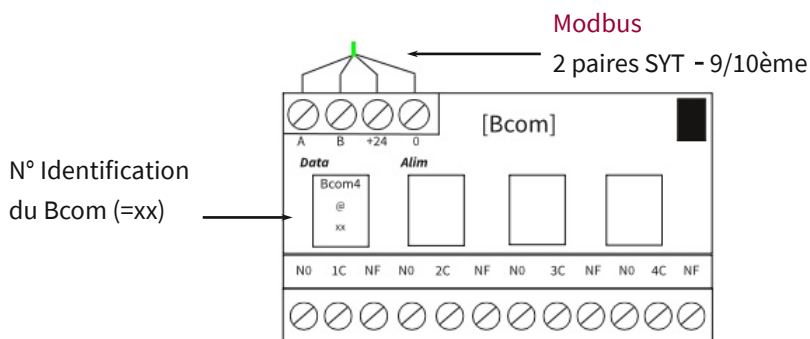 Modbus
2 paires SYT - 9/10ème
A B +24 0
[Bcom]
Data Alim
N° Identification
du Bcom (=xx)
Bcom4
@
xx
N0 1C NF N0 2C NF N0 3C NF N0 4C NF